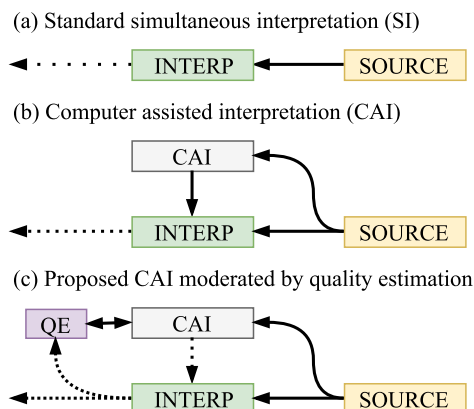 (a) Standard simultaneous interpretation (SI)
INTERP SOURCE
(b) Computer assisted interpretation (CAI)
CAI
INTERP SOURCE
(c) Proposed CAI moderated by quality estimation
QE CAI
INTERP SOURCE